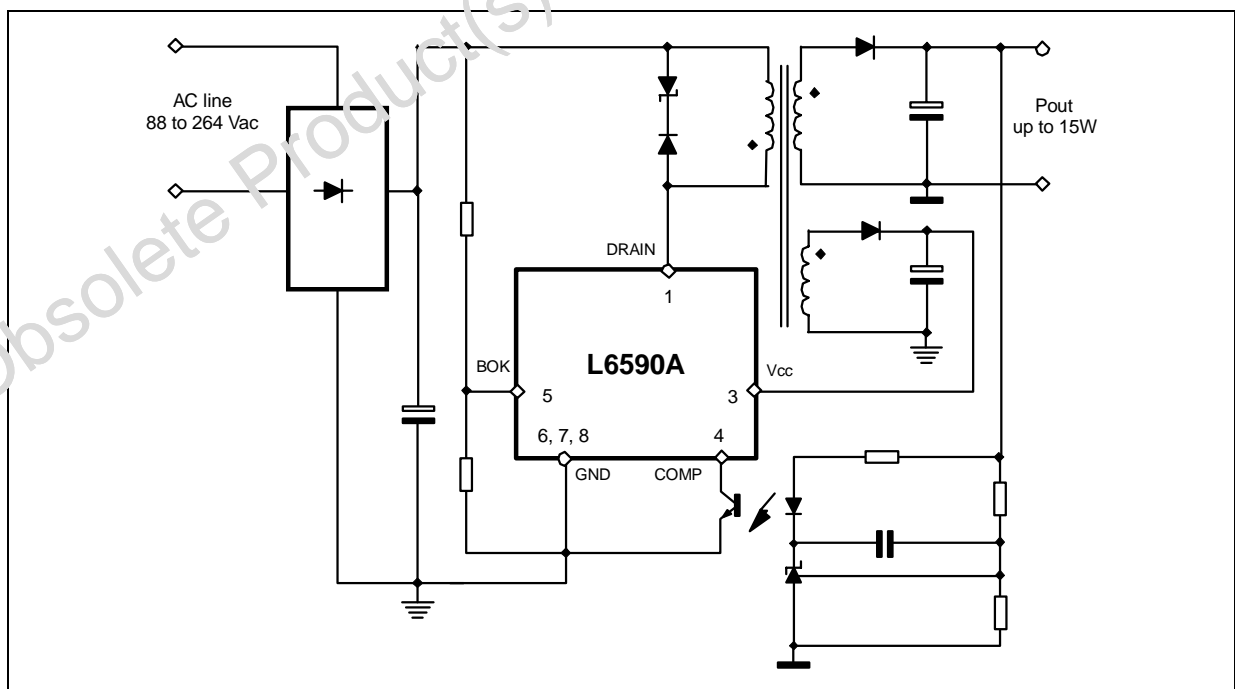 Obsolete Product(s)
AC line
88 to 264 Vac
Pout
up to 15W
DRAIN
1
BOK
5
L6590A
Vcc
3
6, 7, 8
4
GND
COMP